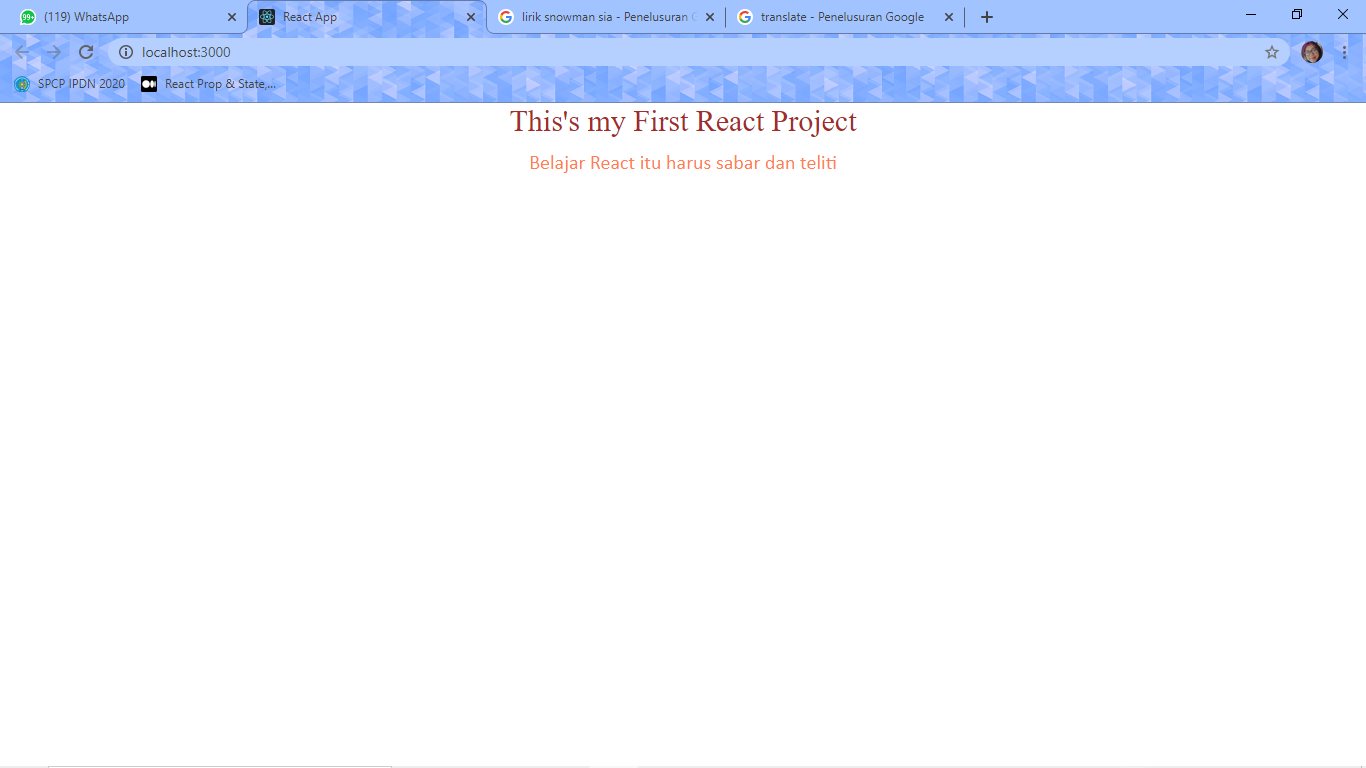 99+ (119) WhatsApp
React App
lirik snowman sia - Penelusuran
translate - Penelusuran Google
localhost:3000
SPCP IPDN 2020
React Prop & State,...
This's my First React Project
Belajar React itu harus sabar dan teliti